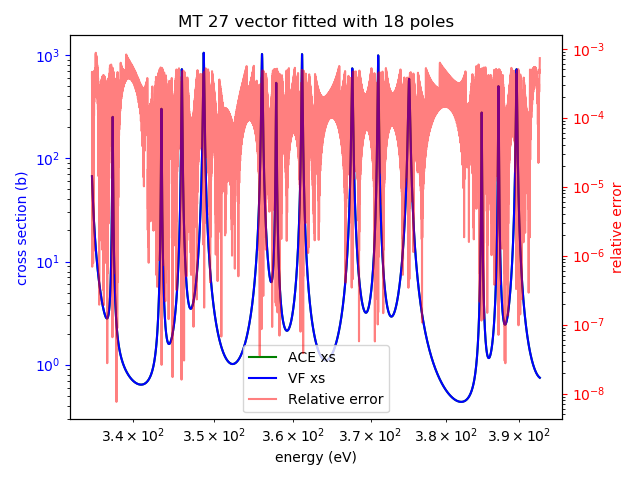 MT 27 vector fitted with 18 poles
10³
10²
10¹
10⁰
cross section (b)
10⁻³
10⁻⁴
10⁻⁵
10⁻⁶
10⁻⁷
10⁻⁸
relative error
ACE xs
VF xs
Relative error
3.4 × 10² 3.5 × 10² 3.6 × 10² 3.7 × 10² 3.8 × 10² 3.9 × 10²
energy (eV)